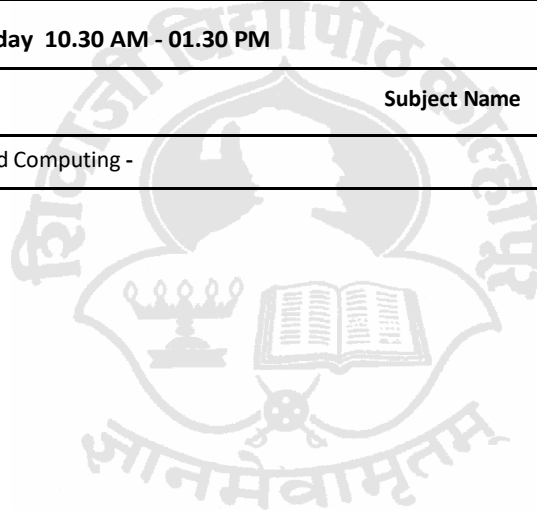 day 10.30 AM - 01.30 PM
Subject Name
d Computing -
शिवाजी विद्यापीठ कोल्हापूर
ज्ञानमेवामृतम्